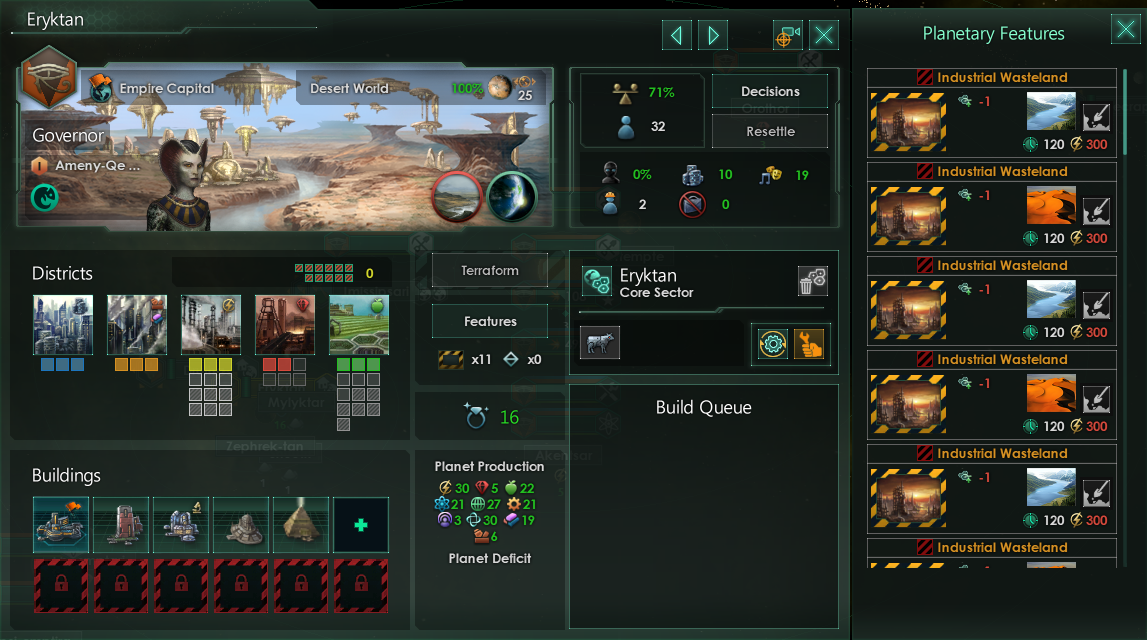 Eryktan
Empire Capital
Desert World
100%
25
Governor
I
Ameny-Qe ...
71%
32
Decisions
Resettle
0%
10
19
2
0
Districts
0
Terraform
Features
x11
x0
16
Eryktan
Core Sector
Build Queue
Buildings
Planet Production
30 5 22
21 27 21
3 30 19
6
Planet Deficit
Mylyktar
Zephrek-tan
Planetary Features
Industrial Wasteland
-1
120 300
Industrial Wasteland
-1
120 300
Industrial Wasteland
-1
120 300
Industrial Wasteland
-1
120 300
Industrial Wasteland
-1
120 300
Industrial Wasteland